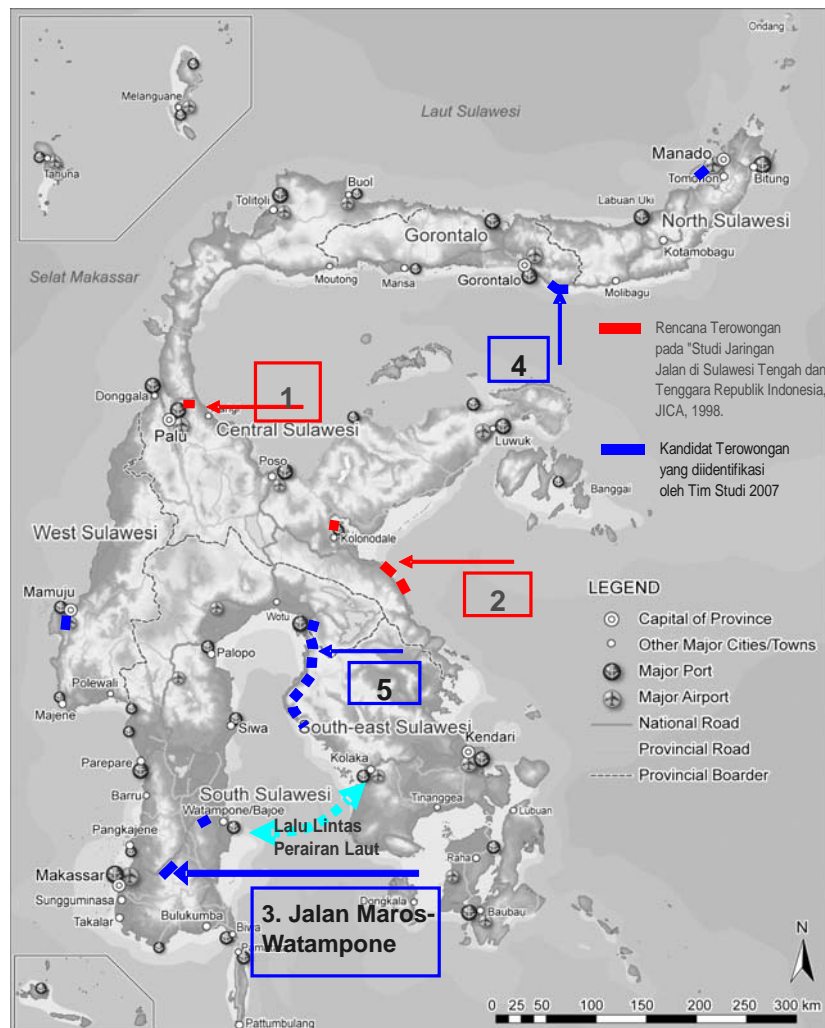 Ondang
Melanguane
Laut Sulawesi
Tahuna
Manado
Tomohon
Bitung
Buol
Tolitoli
Labuan Uki
North Sulawesi
Gorontalo
Kotamobagu
Selat Makassar
Moutong
Marisa
Gorontalo
Molibagu
4
Rencana Terowongan
pada "Studi Jaringan
Jalan di Sulawesi Tengah dan
Tenggara Republik Indonesia,
JICA, 1998.
1
Donggala
Central Sulawesi
Palu
Luwuk
Kandidat Terowongan
yang diidentifikasi
oleh Tim Studi 2007
Poso
Banggai
West Sulawesi
Kolonodale
2
LEGEND
Mamuju
Capital of Province
Wotu
Other Major Cities/Towns
Palopo
Major Port
5
Polewali
Major Airport
Majene
National Road
Siwa
South-east Sulawesi
Kendari
Provincial Road
Parepare
Kolaka
Provincial Boarder
Barru
South Sulawesi
Tinanggea
Watampone/Bajoe
Lubuan
Lalu Lintas
Perairan Laut
Pangkajene
Raha
Makassar
Sungguminasa
Dongkala
3. Jalan Maros-
Watampone
Takalar
Bulukumba
Baubau
Biwa
N
Pattumbulang
0 25 50 100 150 200 250 300 km